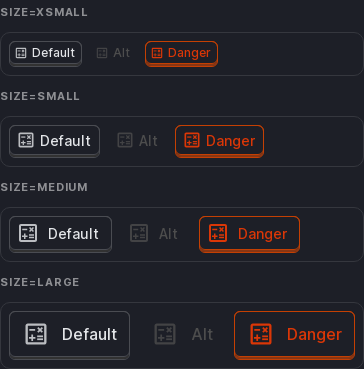 SIZE=XSMALL
Default Alt Danger
SIZE=SMALL
Default Alt Danger
SIZE=MEDIUM
Default Alt Danger
SIZE=LARGE
Default Alt Danger